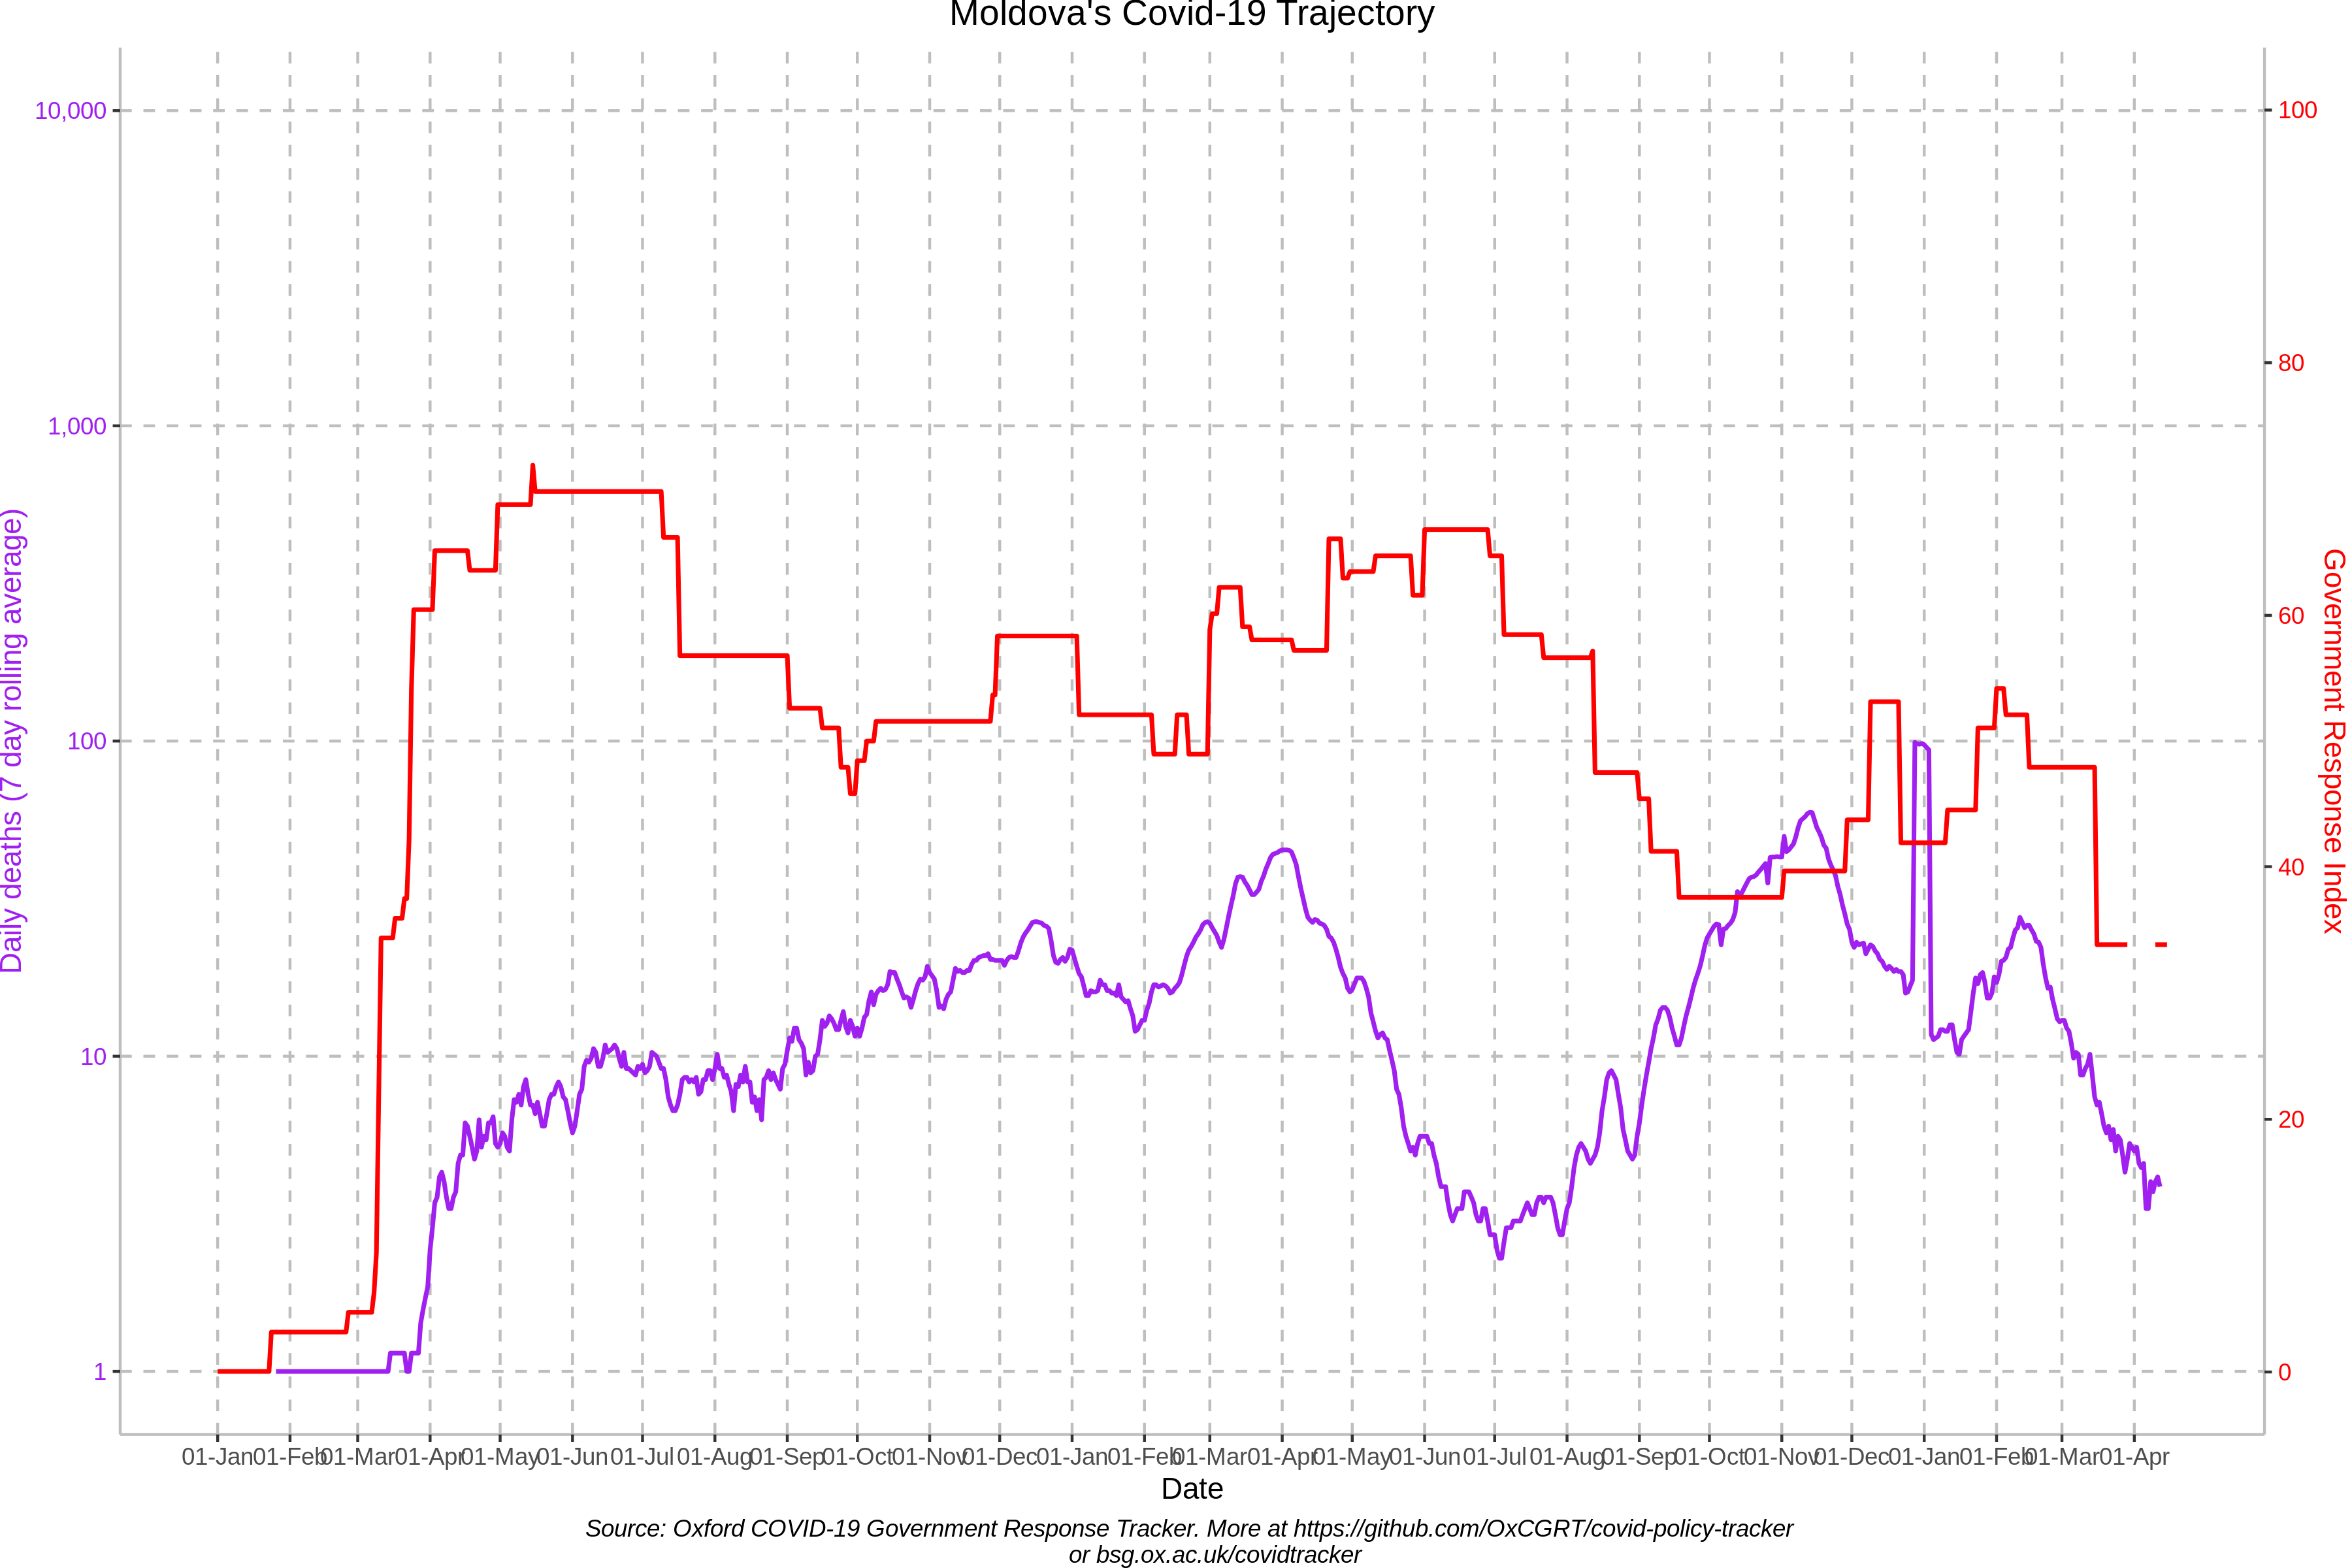 Moldova's Covid-19 Trajectory
Daily deaths (7 day rolling average)
10,000
1,000
100
10
1
Government Response Index
100
80
60
40
20
0
01-Jan 01-Feb 01-Mar 01-Apr 01-May 01-Jun 01-Jul 01-Aug 01-Sep 01-Oct 01-Nov 01-Dec 01-Jan 01-Feb 01-Mar 01-Apr 01-May 01-Jun 01-Jul 01-Aug 01-Sep 01-Oct 01-Nov 01-Dec 01-Jan 01-Feb 01-Mar 01-Apr
Date
Source: Oxford COVID-19 Government Response Tracker. More at https://github.com/OxCGRT/covid-policy-tracker
or bsg.ox.ac.uk/covidtracker